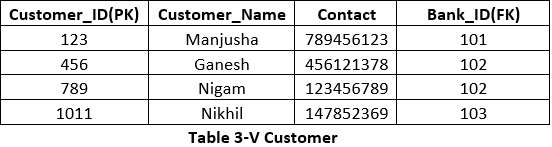 Customer_ID(PK) Customer_Name Contact Bank_ID(FK)
123 Manjusha 789456123 101
456 Ganesh 456121378 102
789 Nigam 123456789 102
1011 Nikhil 147852369 103
Table 3-V Customer